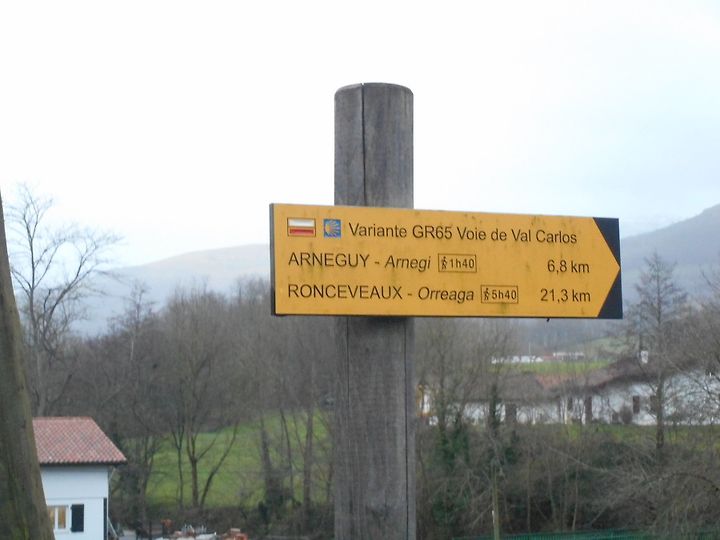 Variante GR65 Voie de Val Carlos
ARNEGUY - Arnegi 1h40 6,8 km
RONCEVEAUX - Orreaga 5h40 21,3 km